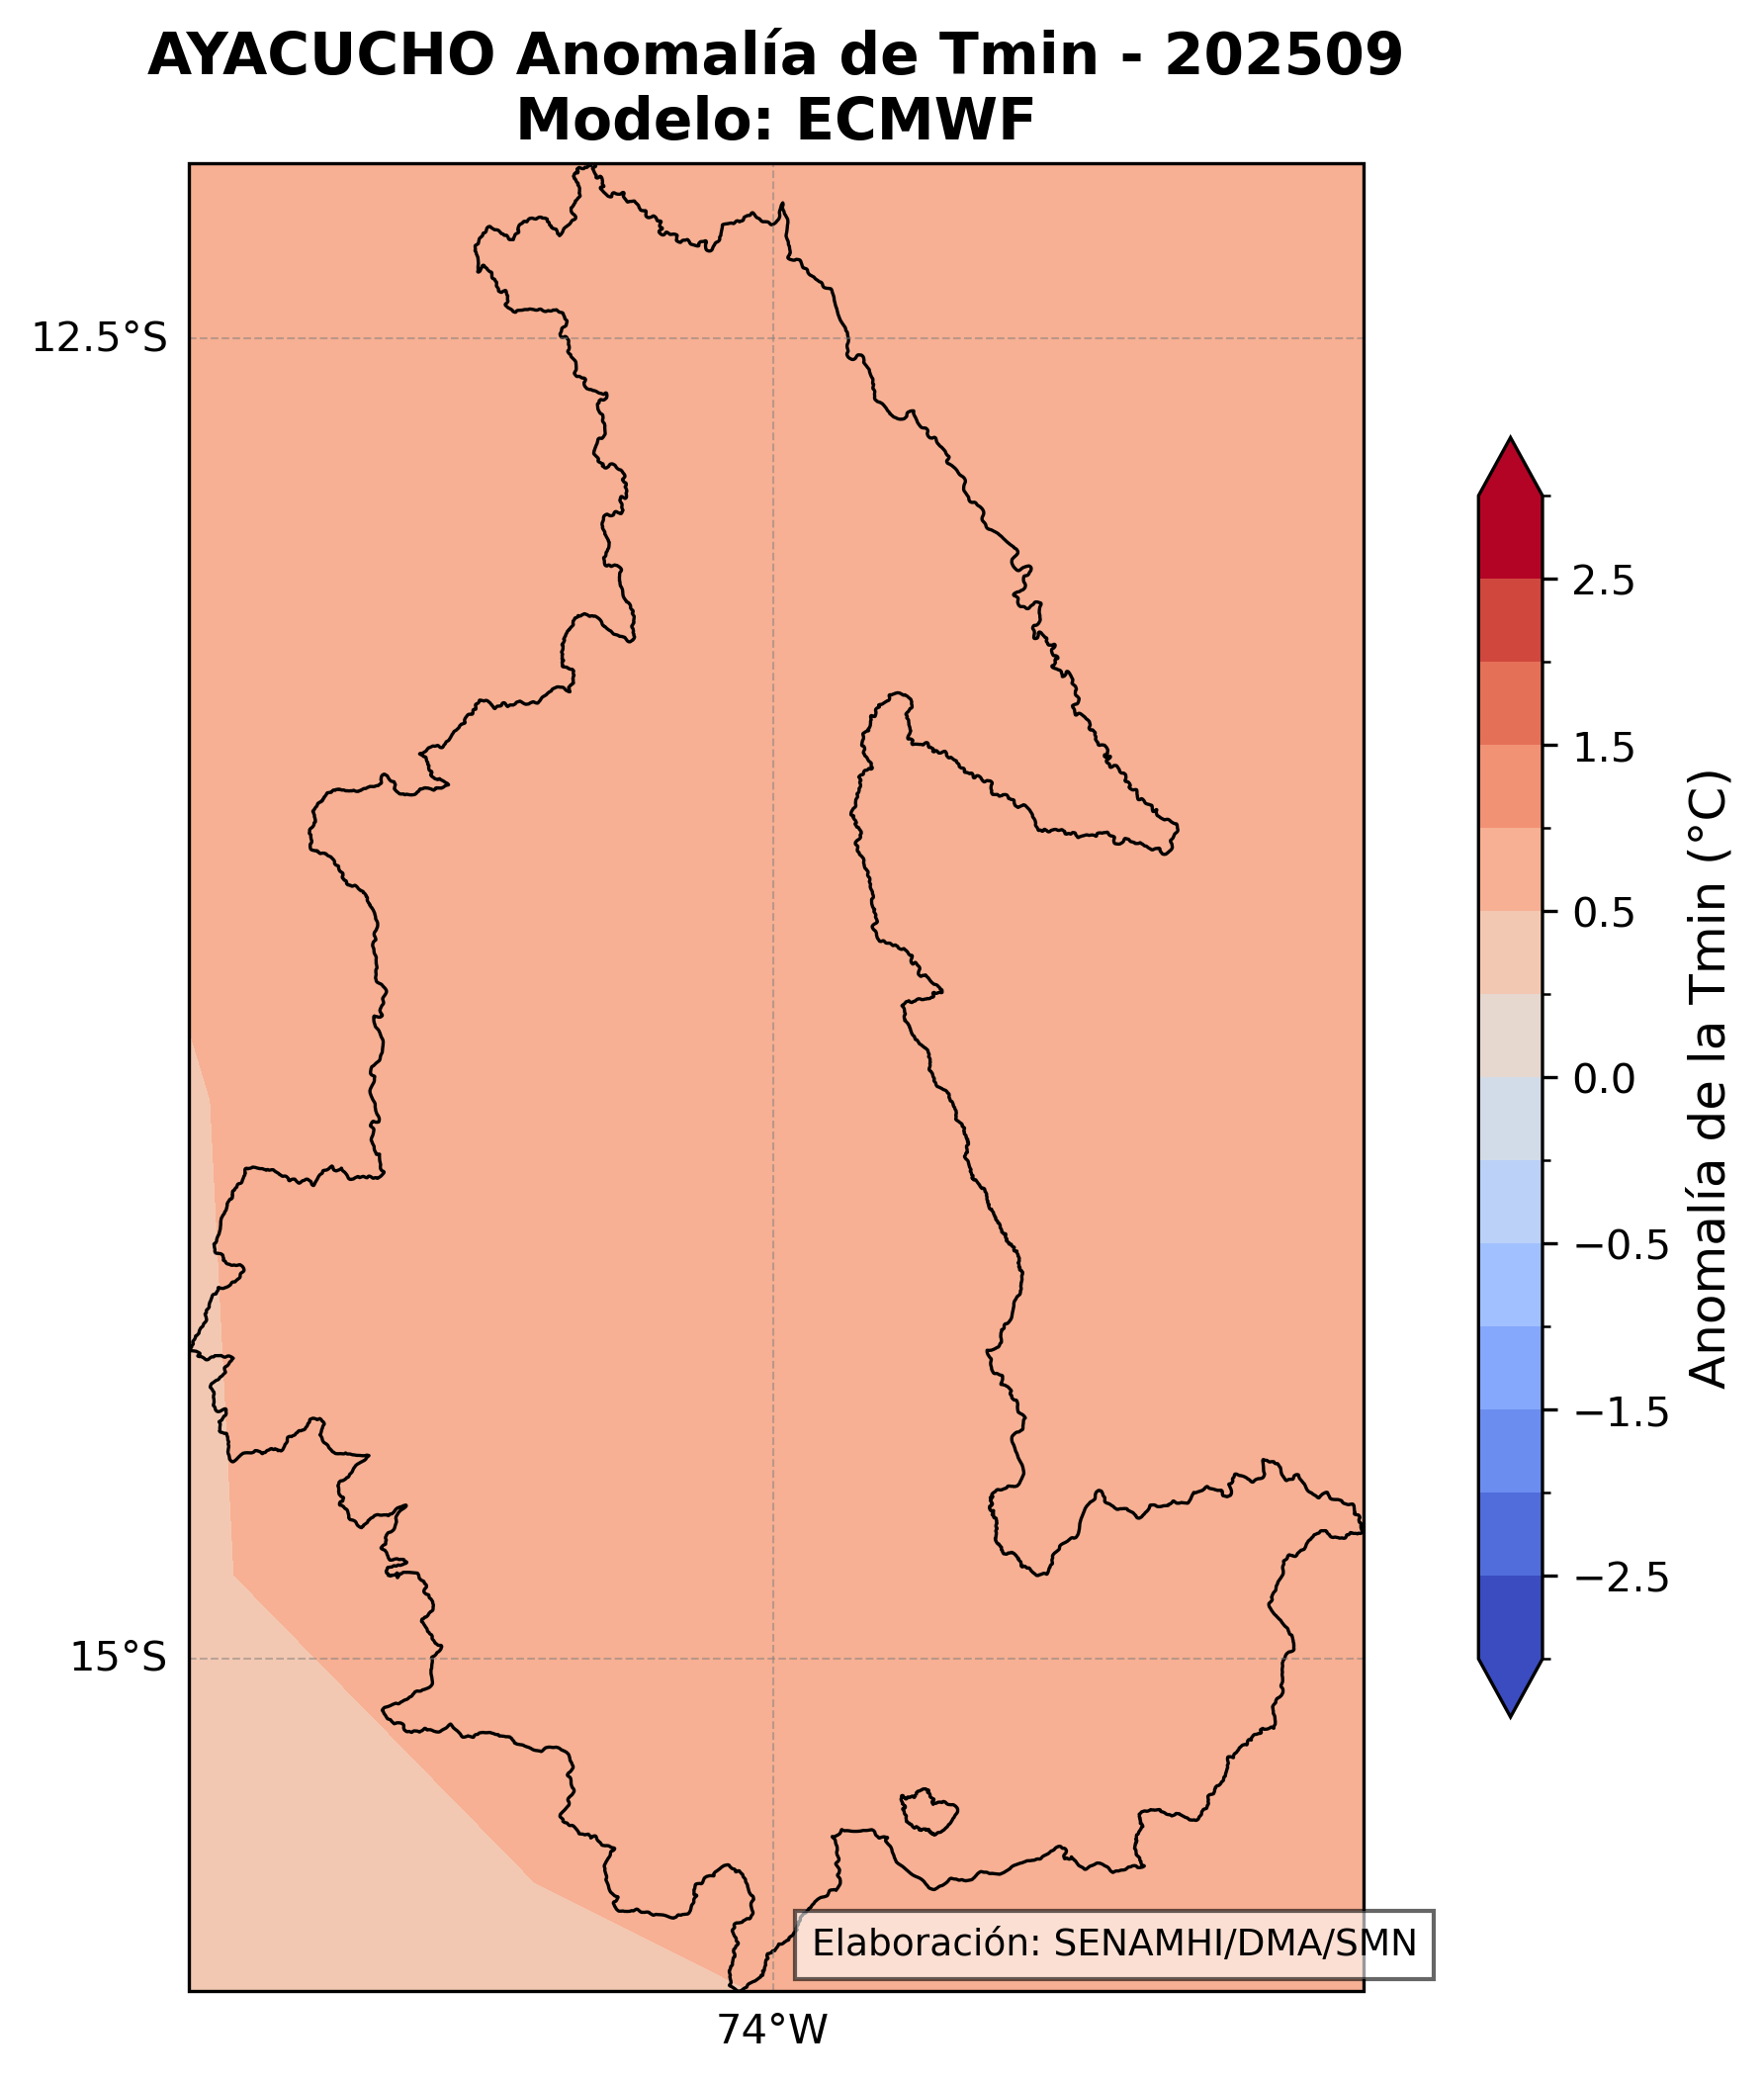 AYACUCHO Anomalía de Tmin - 202509
Modelo: ECMWF
12.5°S
15°S
74°W
2.5
1.5
0.5
0.0
−0.5
−1.5
−2.5
Anomalía de la Tmin (°C)
Elaboración: SENAMHI/DMA/SMN